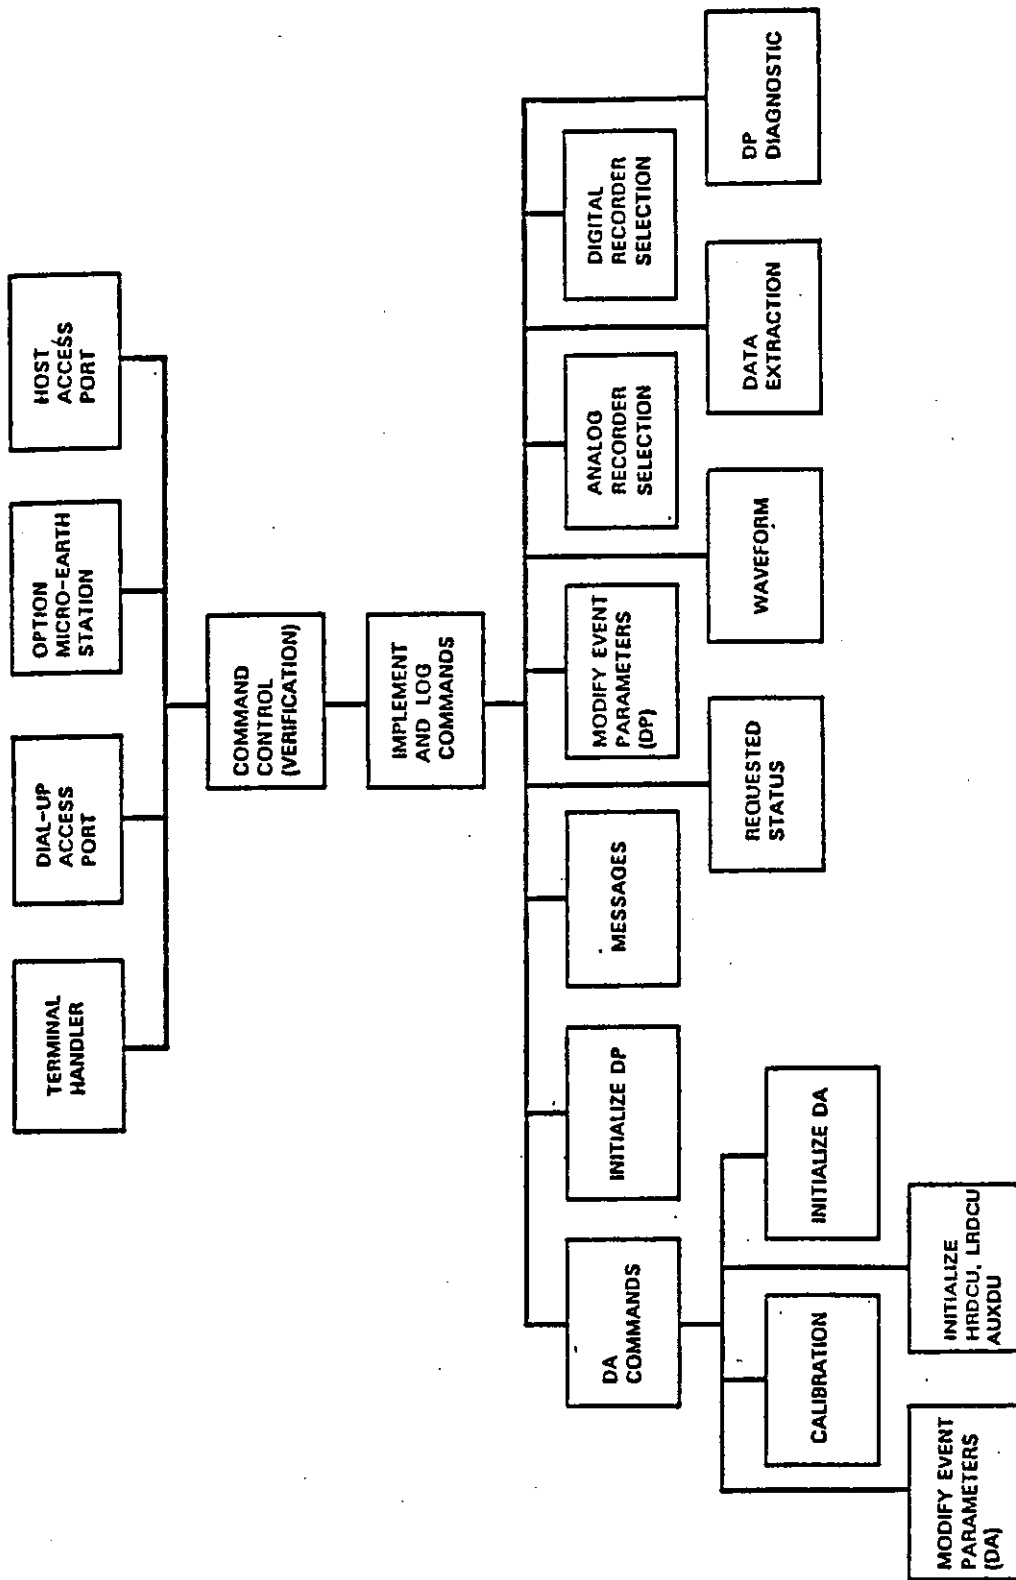 TERMINAL
HANDLER
DIAL-UP
ACCESS
PORT
OPTION
MICRO-EARTH
STATION
HOST
ACCESS
PORT
COMMAND
CONTROL
(VERIFICATION)
IMPLEMENT
AND LOG
COMMANDS
DA
COMMANDS
INITIALIZE DP
MESSAGES
MODIFY EVENT
PARAMETERS
(DP)
ANALOG
RECORDER
SELECTION
DIGITAL
RECORDER
SELECTION
REQUESTED
STATUS
WAVEFORM
DATA
EXTRACTION
DP
DIAGNOSTIC
CALIBRATION
INITIALIZE DA
MODIFY EVENT
PARAMETERS
(DA)
INITIALIZE
HRDCU, LRDCU
AUXDU